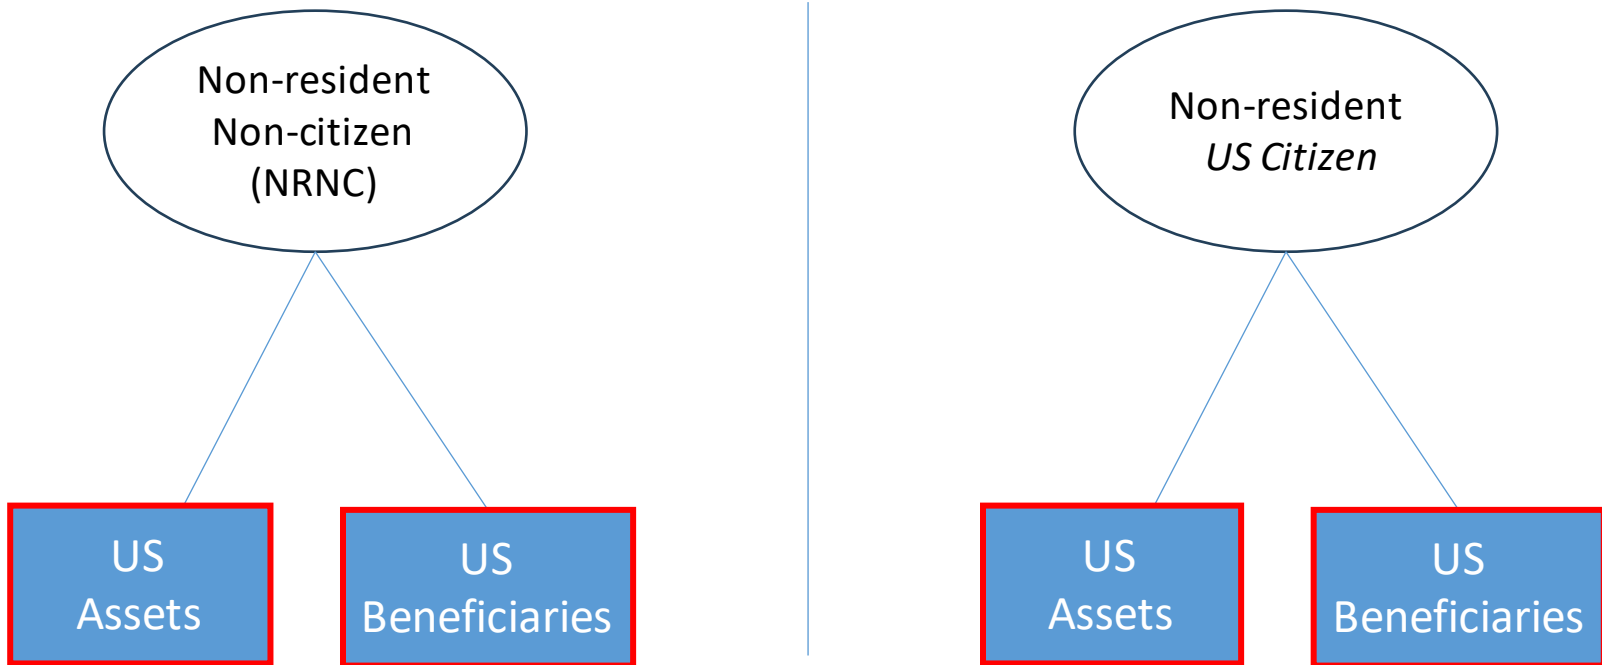 Non-resident
Non-citizen
(NRNC)
US
Assets
US
Beneficiaries
Non-resident
US Citizen
US
Assets
US
Beneficiaries